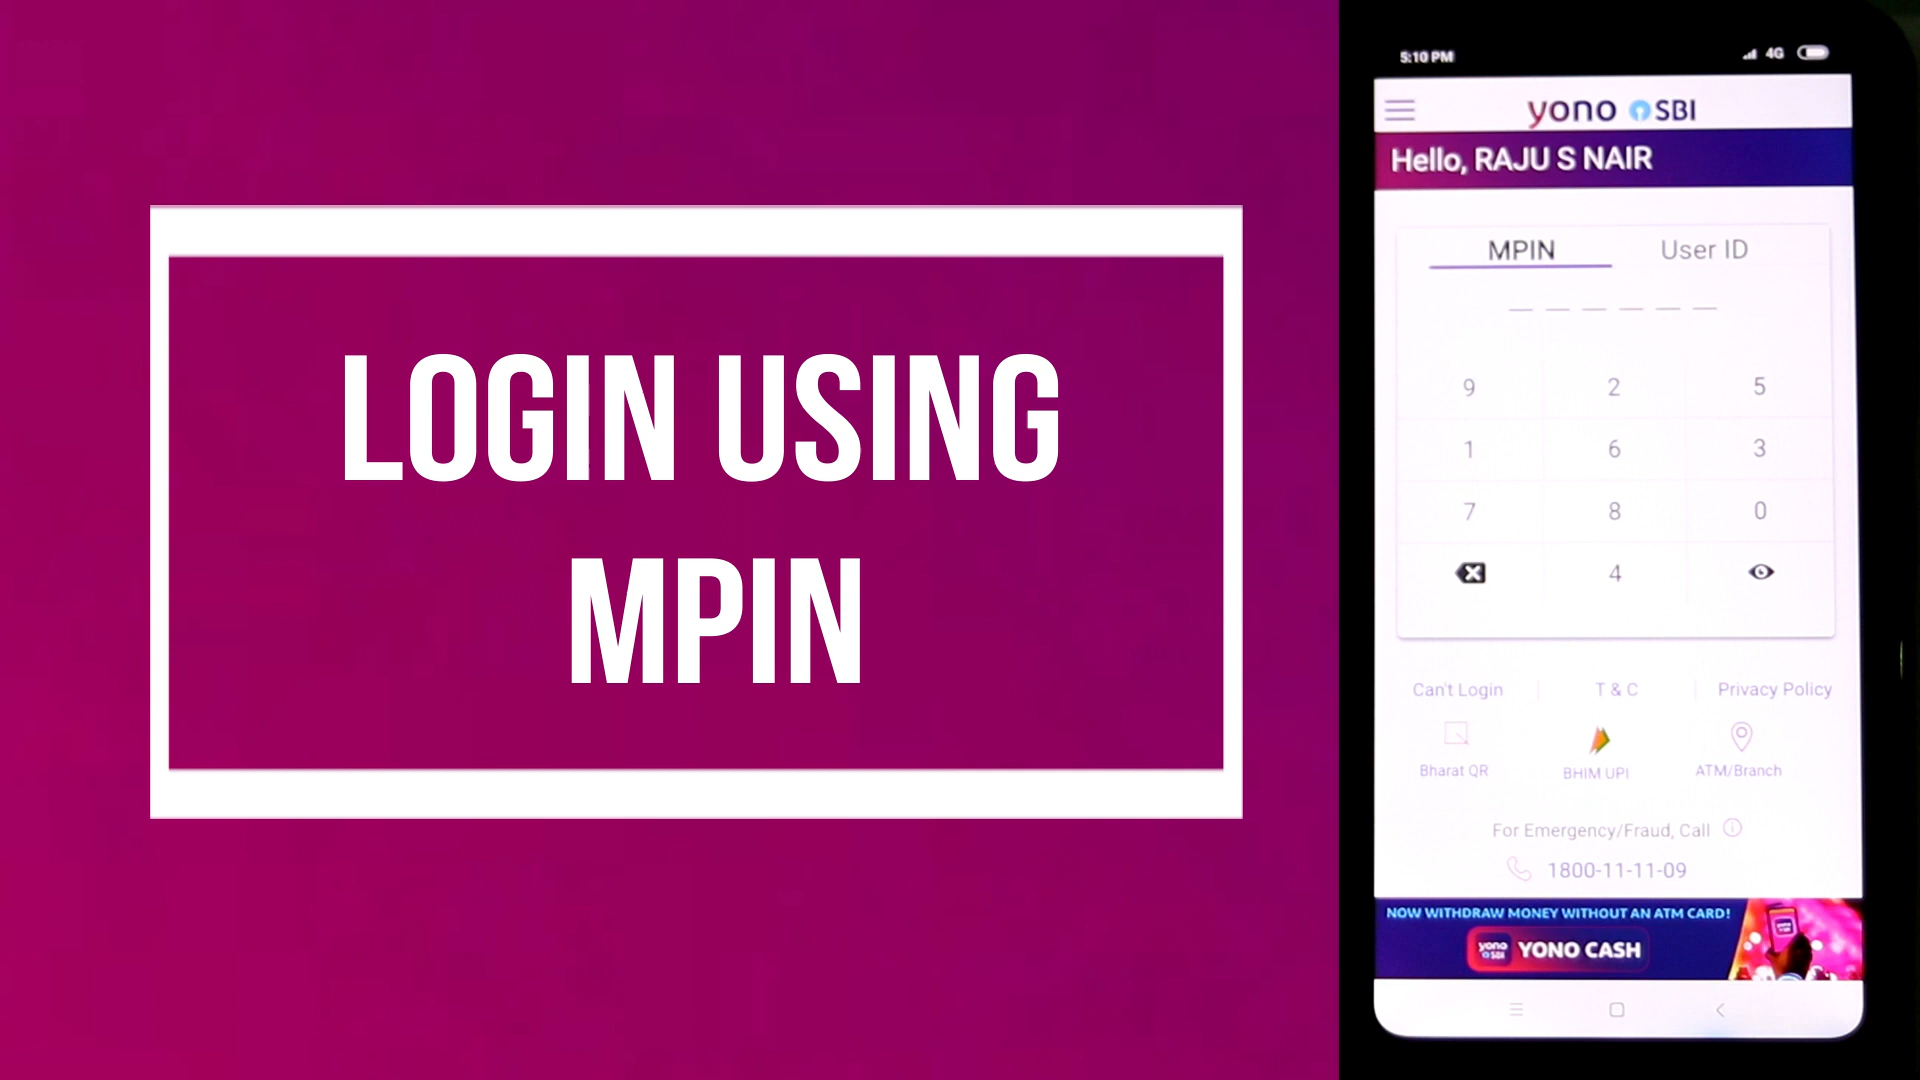 LOGIN USING
MPIN
5:10 PM 4G
yono SBI
Hello, RAJU S NAIR
MPIN User ID
9 2 5
1 6 3
7 8 0
4
Can't Login T & C Privacy Policy
Bharat QR BHIM UPI ATM/Branch
For Emergency/Fraud, Call
1800-11-11-09
NOW WITHDRAW MONEY WITHOUT AN ATM CARD!
yono SBI YONO CASH